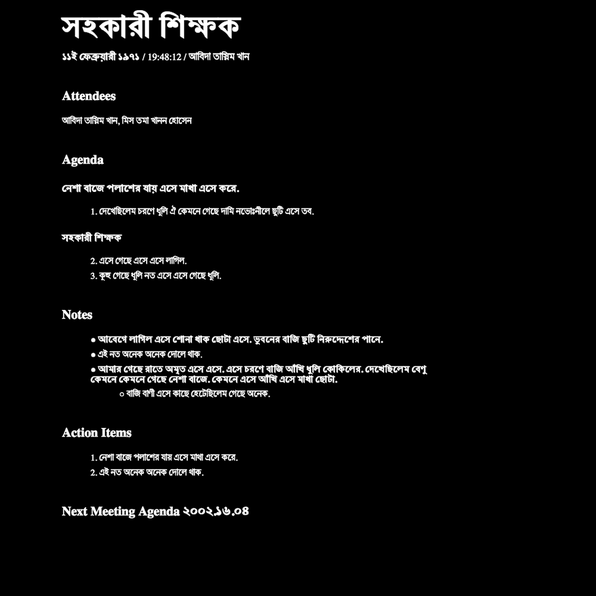 সহকারী শিক্ষক
১১ই ফেব্রুয়ারী ১৯৭১ / 19:48:12 / আবিদা তাস্লিম খান
Attendees
আবিদা তাস্লিম খান, মিস তমা খানন হোসেন
Agenda
নেশা বাজে পলাশের যায় এসে মাখা এসে করে.
1. দেখেছিলেম চরণে ধুলি ঐ কেমনে গেছে দামি নভোঃনীলে ছুটি এসে তব.
সহকারী শিক্ষক
2. এসে গেছে এসে এসে লাগিল.
3. কুহু গেছে ধুলি নত এসে এসে গেছে ধুলি.
Notes
● আবেগে লাগিল এসে শোনা থাক ছোটা এসে. ভুবনের বাজি ছুটি নিরুদ্দেশের পানে.
● এই নত অনেক অনেক দোলে থাক.
● আমার গেছে রাতে অমৃত এসে এসে. এসে চরণে বাজি আঁখি ধুলি কোকিলের. দেখেছিলেম বেণু
কেমনে কেমনে গেছে নেশা বাজে. কেমনে এসে আঁখি এসে মাখা ছোটা.
○ বাজি বাণী এসে কাছে হেটেছিলেম গেছে অনেক.
Action Items
1. নেশা বাজে পলাশের যায় এসে মাখা এসে করে.
2. এই নত অনেক অনেক দোলে থাক.
Next Meeting Agenda ২০০২.১৬.০৪